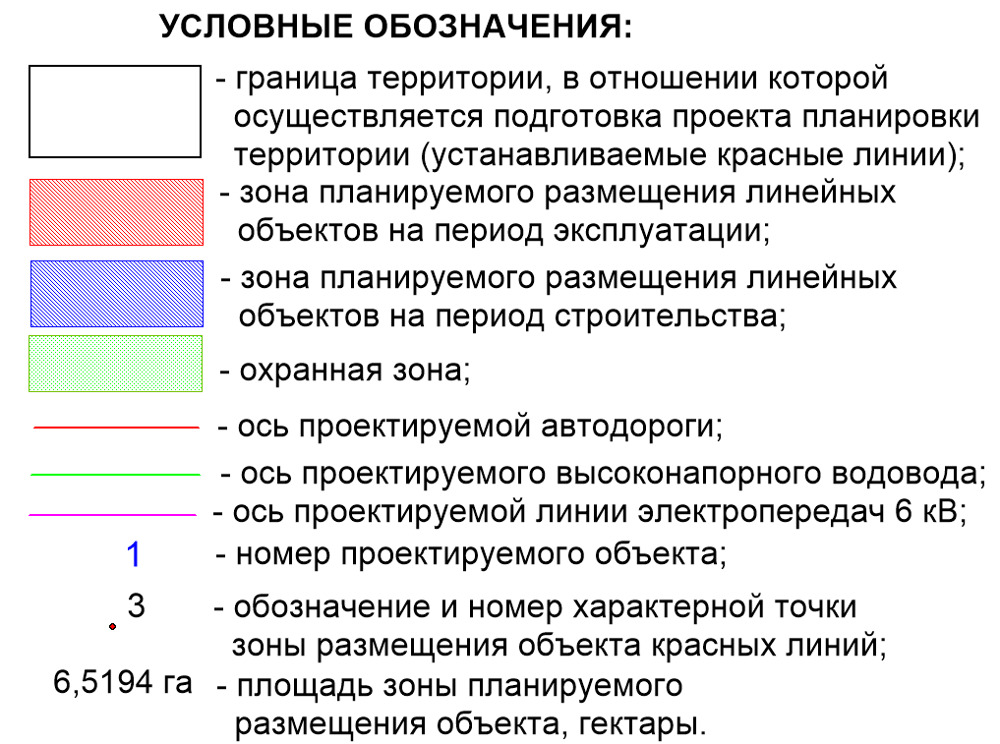 УСЛОВНЫЕ ОБОЗНАЧЕНИЯ:
- граница территории, в отношении которой
осуществляется подготовка проекта планировки
территории (устанавливаемые красные линии);
- зона планируемого размещения линейных
объектов на период эксплуатации;
- зона планируемого размещения линейных
объектов на период строительства;
- охранная зона;
- ось проектируемой автодороги;
- ось проектируемого высоконапорного водовода;
- ось проектируемой линии электропередач 6 кВ;
1 - номер проектируемого объекта;
3 - обозначение и номер характерной точки
зоны размещения объекта красных линий;
6,5194 га - площадь зоны планируемого
размещения объекта, гектары.